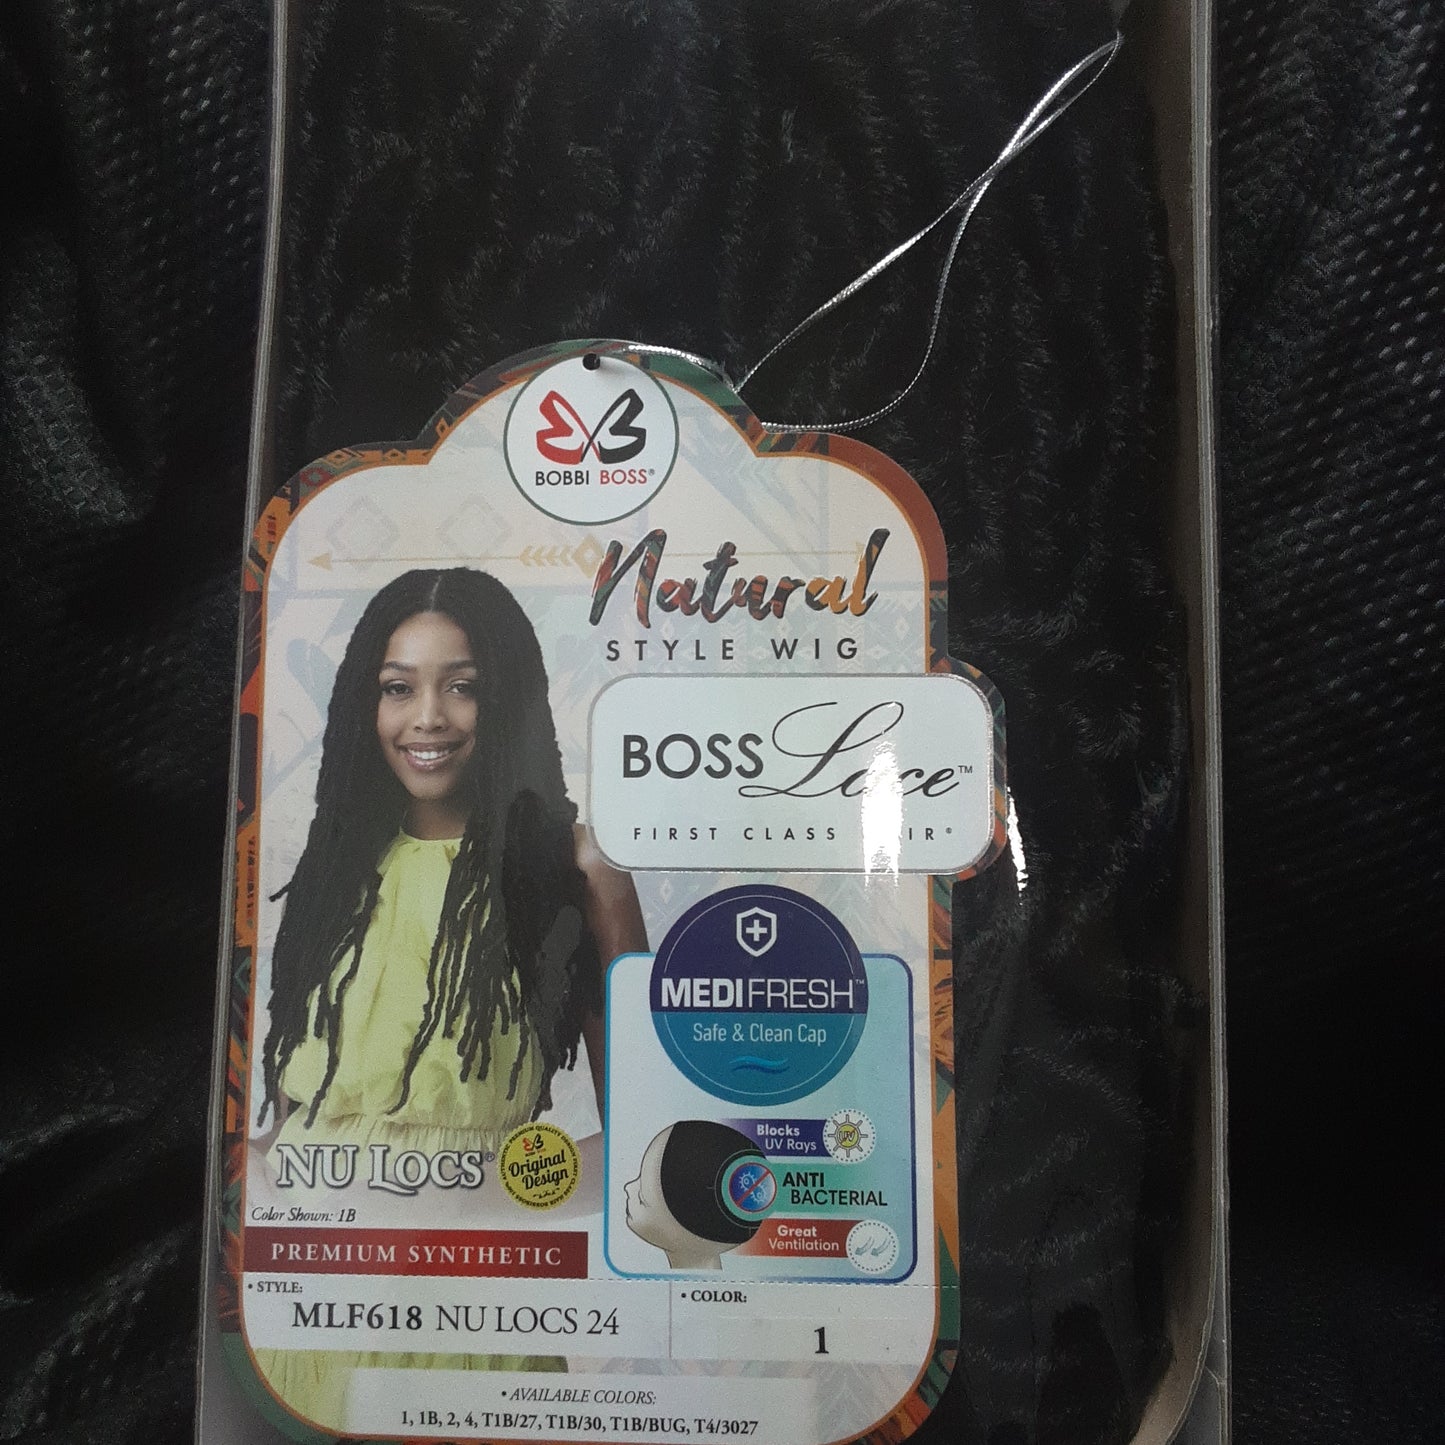 BOBBI BOSS®
Natural
STYLE WIG
BOSS Lace™
FIRST CLASS HAIR®
MEDIFRESH™
Safe & Clean Cap
Blocks
UV Rays
UV
ANTI
BACTERIAL
Great
Ventilation
NU LOCS®
Original
Design
Color Shown: 1B
PREMIUM SYNTHETIC
• STYLE:
MLF618 NU LOCS 24
• COLOR:
1
• AVAILABLE COLORS:
1, 1B, 2, 4, T1B/27, T1B/30, T1B/BUG, T4/3027